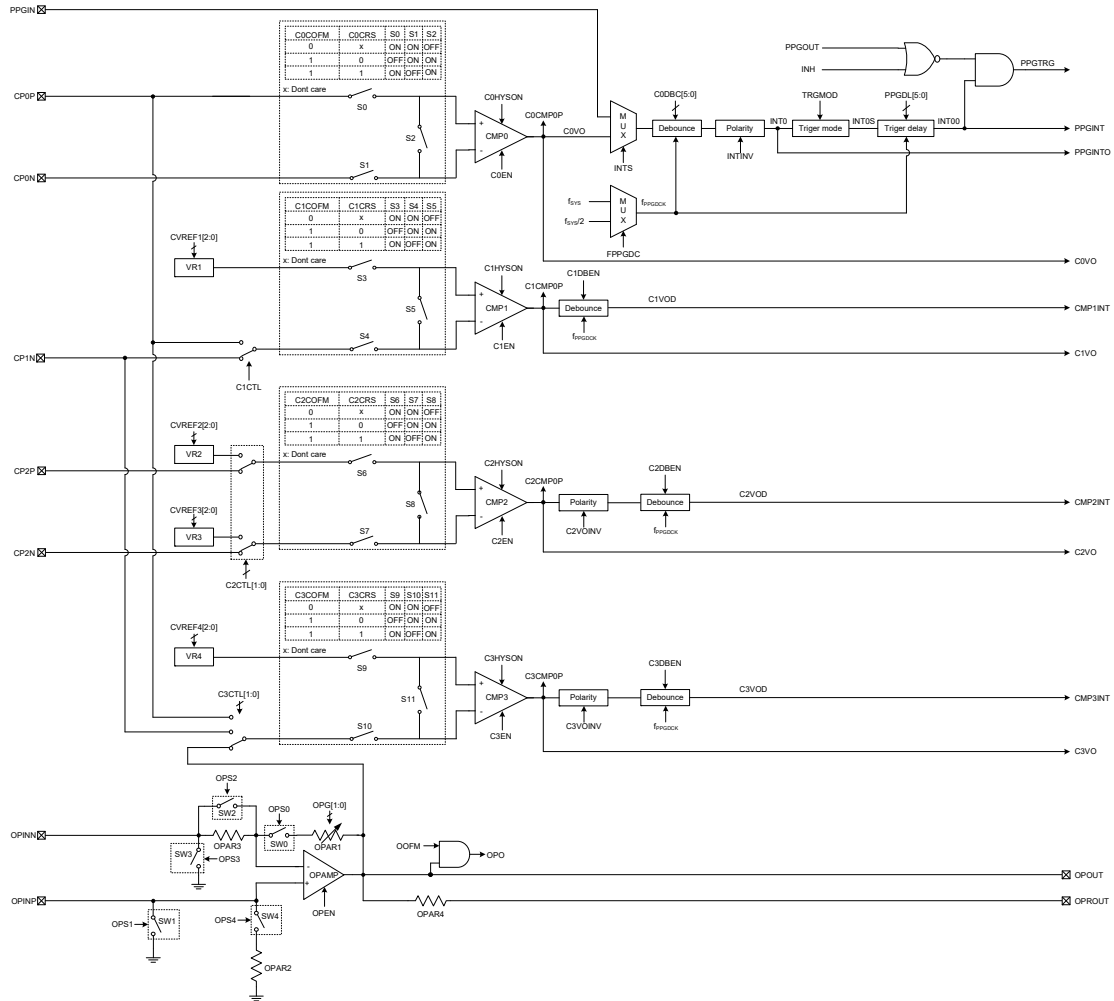 PPGIN
C0COFM C0CRS S0 S1 S2
0 x ON ON OFF
1 0 OFF ON ON
1 1 ON OFF ON
x: Dont care
CP0P
S0
S2
S1
CP0N
C0HYSON
+
CMP0
-
C0EN
C0CMP0P
C0VO
MUX
INTS
C0DBC[5:0]
Debounce
Polarity
INTINV
INT0
TRGMOD
Triger mode
INT0S
PPGDL[5:0]
Triger delay
INT00
PPGOUT
INH
PPGTRG
PPGINT
PPGINTO
fSYS
fSYS/2
MUX
fPPGDCK
FPPGDC
C0VO
C1COFM C1CRS S3 S4 S5
0 x ON ON OFF
1 0 OFF ON ON
1 1 ON OFF ON
x: Dont care
CVREF1[2:0]
VR1
S3
S5
S4
CP1N
C1CTL
C1HYSON
+
CMP1
-
C1EN
C1CMP0P
C1DBEN
Debounce
fPPGDCK
C1VOD
CMP1INT
C1VO
C2COFM C2CRS S6 S7 S8
0 x ON ON OFF
1 0 OFF ON ON
1 1 ON OFF ON
x: Dont care
CVREF2[2:0]
VR2
CP2P
CVREF3[2:0]
VR3
CP2N
C2CTL[1:0]
S6
S8
S7
C2HYSON
+
CMP2
-
C2EN
C2CMP0P
Polarity
C2VOINV
C2DBEN
Debounce
fPPGDCK
C2VOD
CMP2INT
C2VO
C3COFM C3CRS S9 S10 S11
0 x ON ON OFF
1 0 OFF ON ON
1 1 ON OFF ON
x: Dont care
CVREF4[2:0]
VR4
C3CTL[1:0]
S9
S11
S10
C3HYSON
+
CMP3
-
C3EN
C3CMP0P
Polarity
C3VOINV
C3DBEN
Debounce
fPPGDCK
C3VOD
CMP3INT
C3VO
OPS2
SW2
OPS0
SW0
OPG[1:0]
OPAR1
OPINN
OPAR3
SW3
OPS3
-
OPAMP
+
OPEN
OOFM
OPO
OPOUT
OPINP
OPS1
SW1
OPS4
SW4
OPAR2
OPAR4
OPROUT